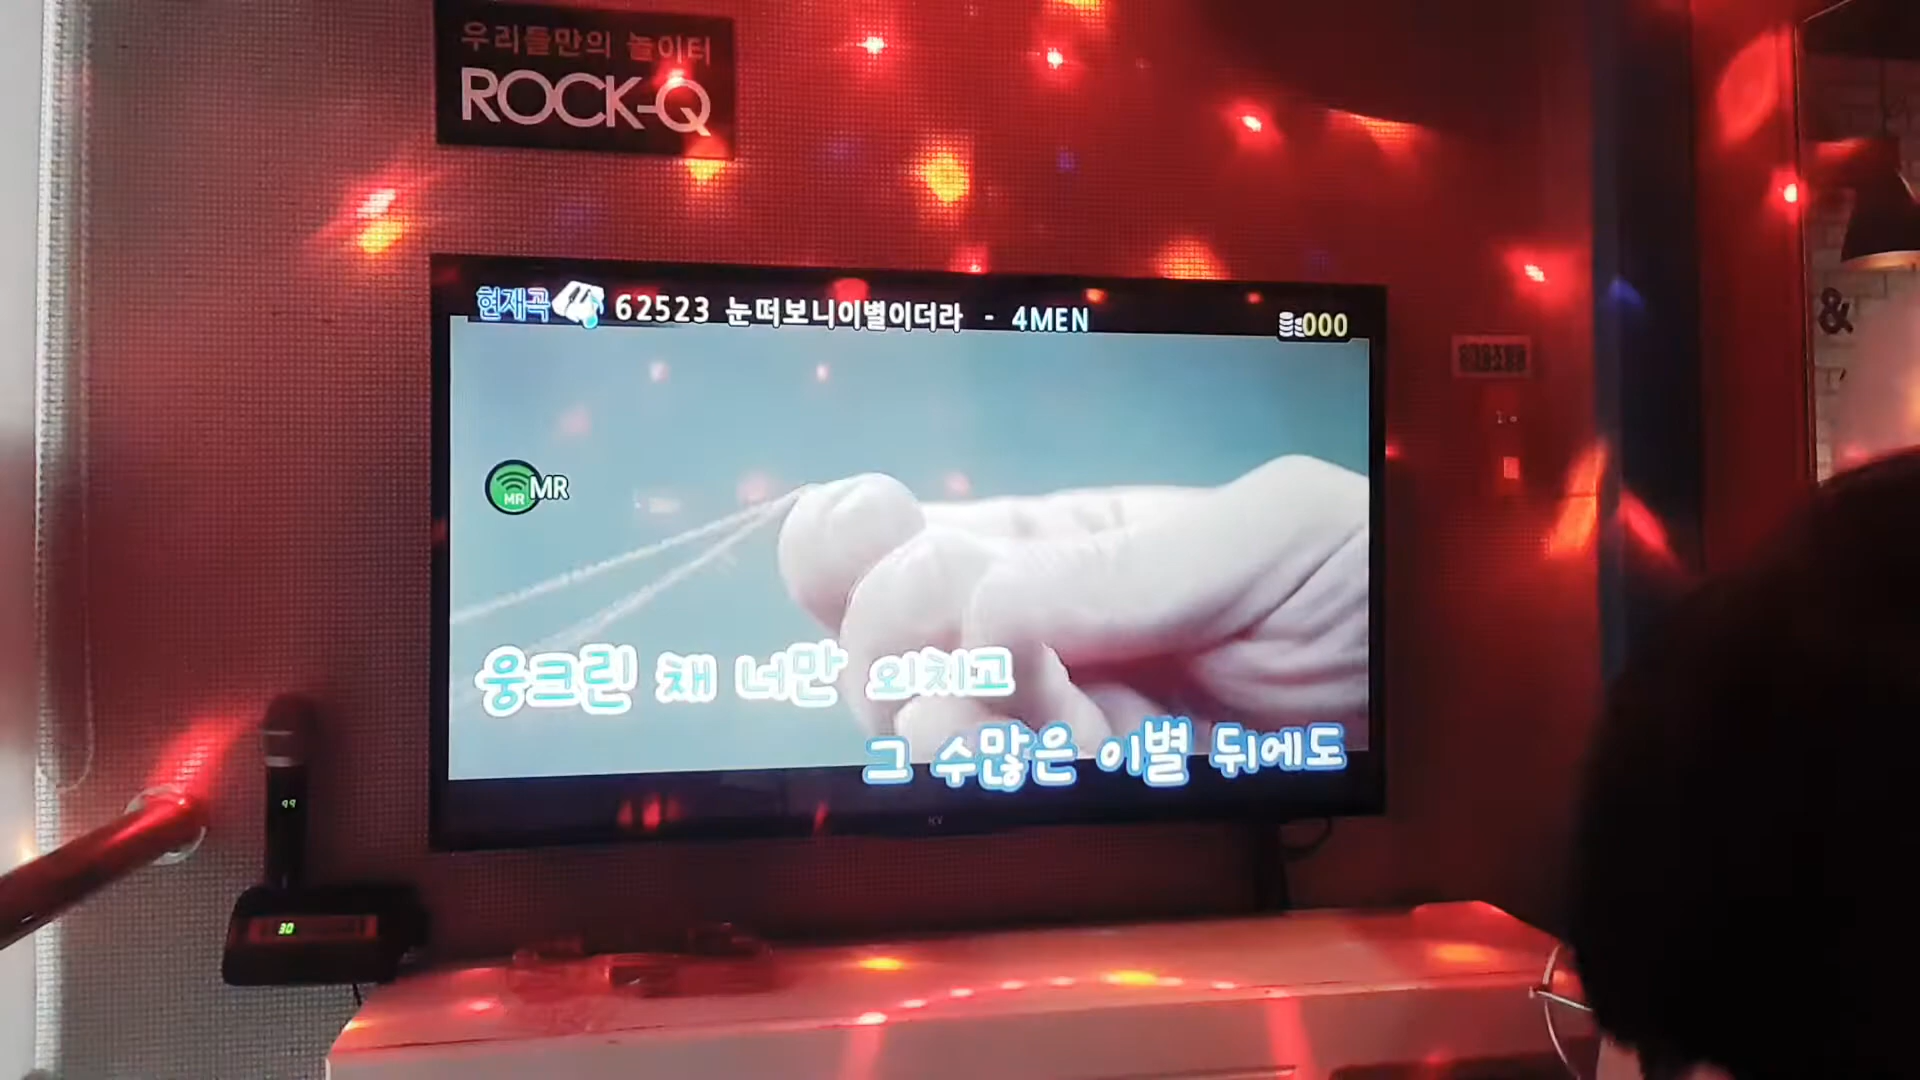 우리들만의 놀이터
ROCK-Q
현재곡 62523 눈떠보니이별이더라 - 4MEN
000
&
MR MR
웅크린 채 너만 외치고
그 수많은 이별 뒤에도
99
30